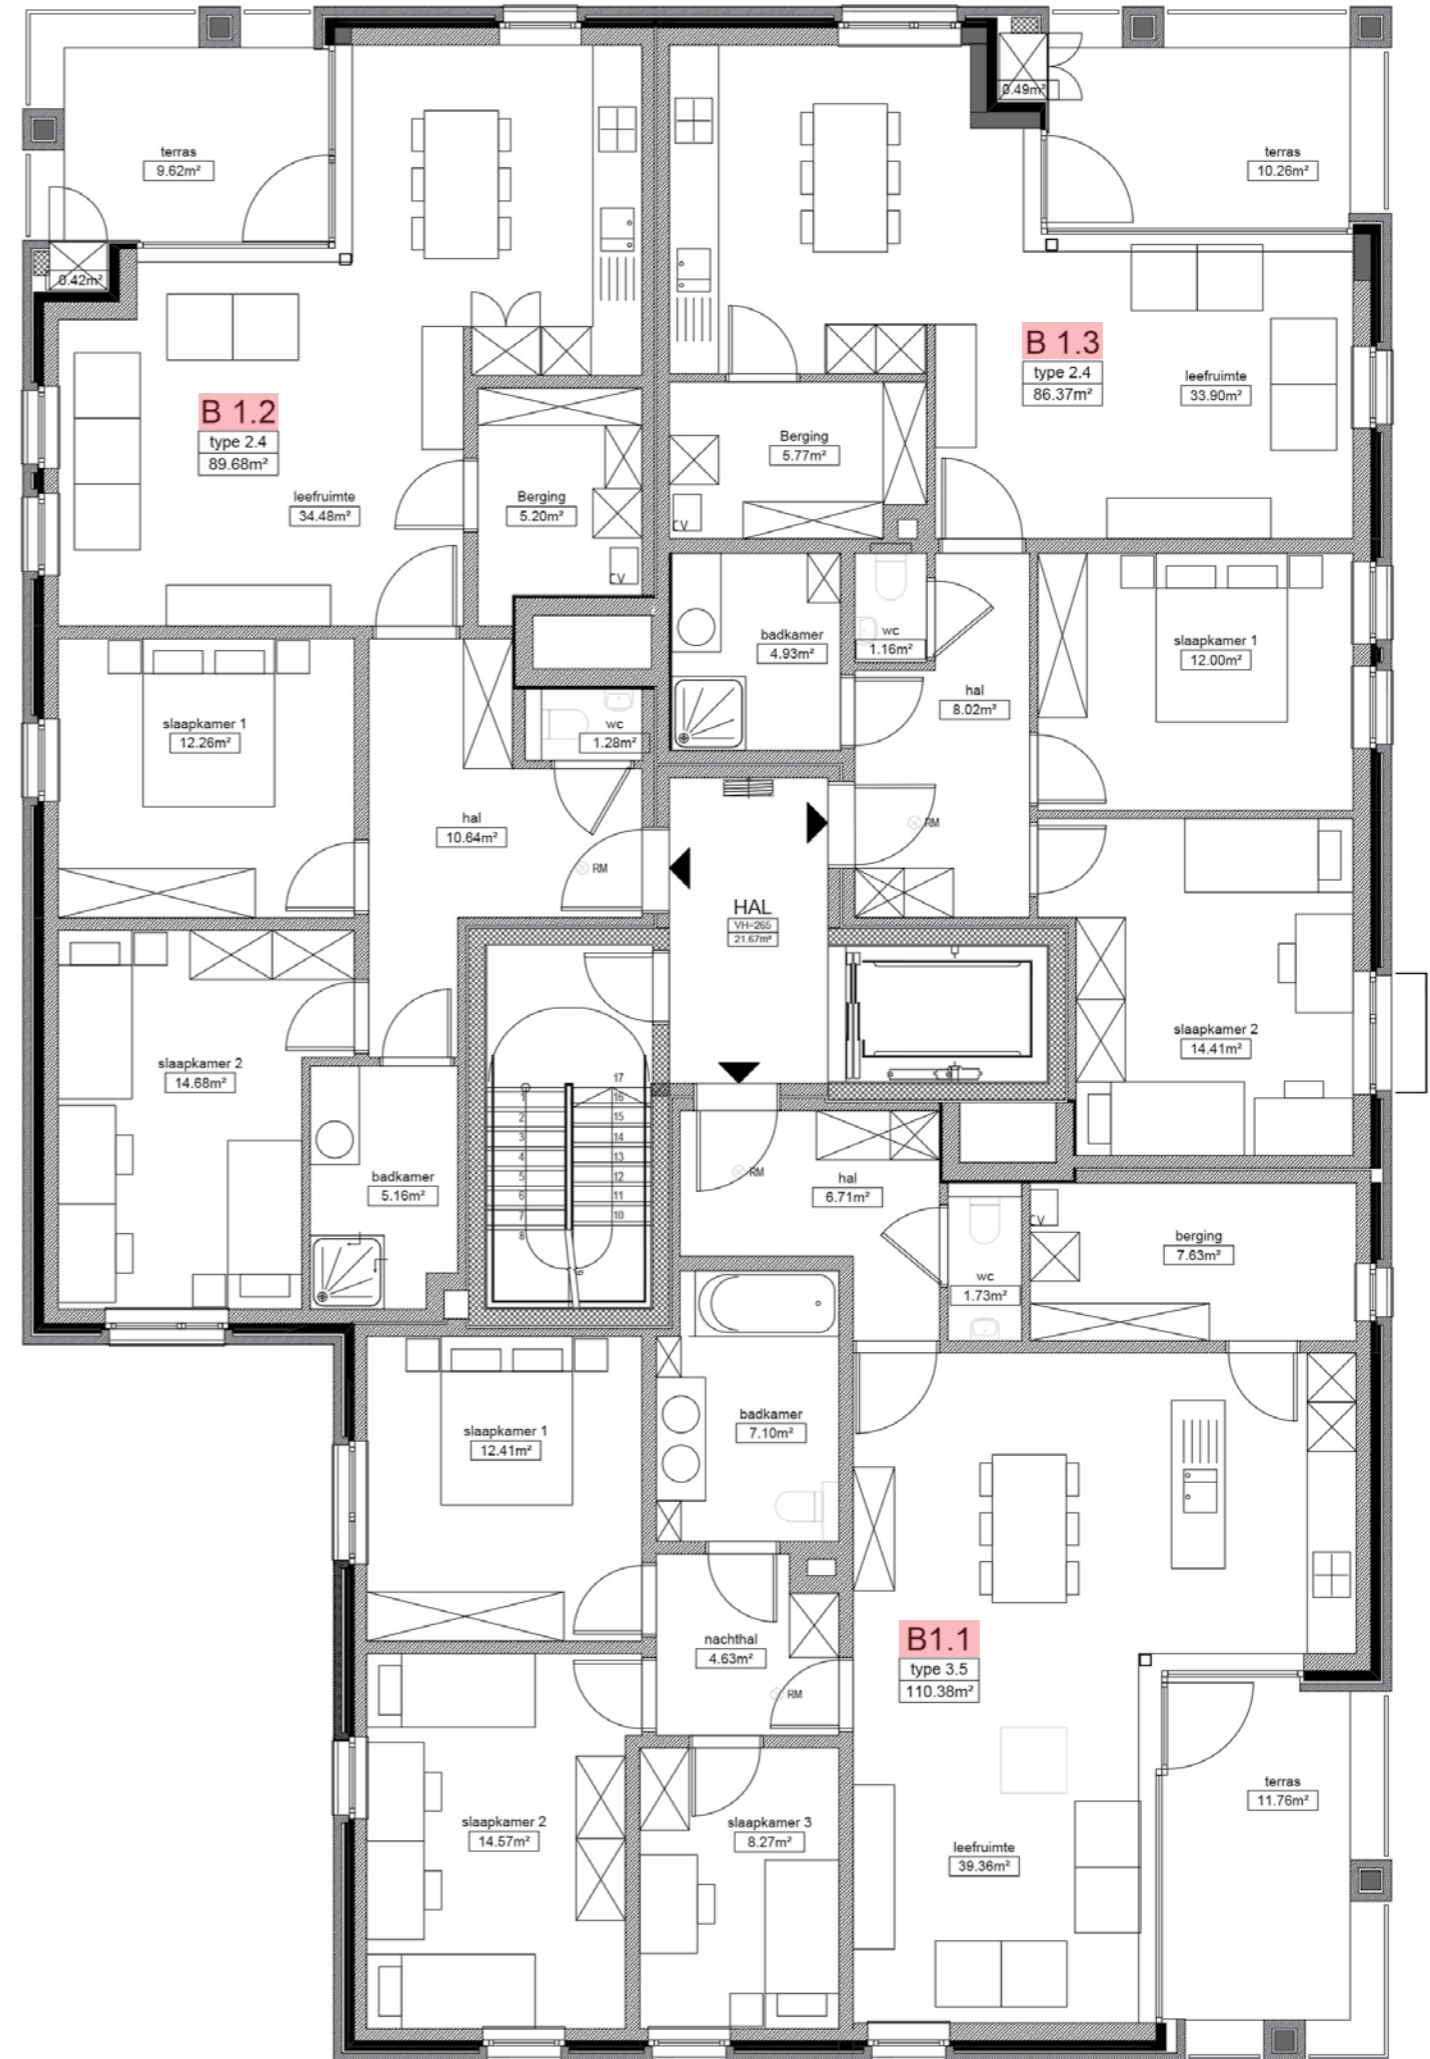 terras
9.62m²
0.42m²
B 1.2
type 2.4
89.68m²
leefruimte
34.48m²
Berging
5.20m²
CV
slaapkamer 1
12.26m²
wc
1.28m²
hal
10.64m²
RM
slaapkamer 2
14.68m²
badkamer
5.16m²
0.49m²
terras
10.26m²
B 1.3
type 2.4
86.37m²
leefruimte
33.90m²
Berging
5.77m²
CV
badkamer
4.93m²
wc
1.16m²
hal
8.02m²
RM
slaapkamer 1
12.00m²
slaapkamer 2
14.41m²
HAL
VH=265
21.67m²
17
1
16
2
15
3
14
4
13
5
12
6
11
7
10
8
9
RM
hal
6.71m²
wc
1.73m²
CV
berging
7.63m²
slaapkamer 1
12.41m²
badkamer
7.10m²
nachthal
4.63m²
RM
B1.1
type 3.5
110.38m²
slaapkamer 2
14.57m²
slaapkamer 3
8.27m²
leefruimte
39.36m²
terras
11.76m²